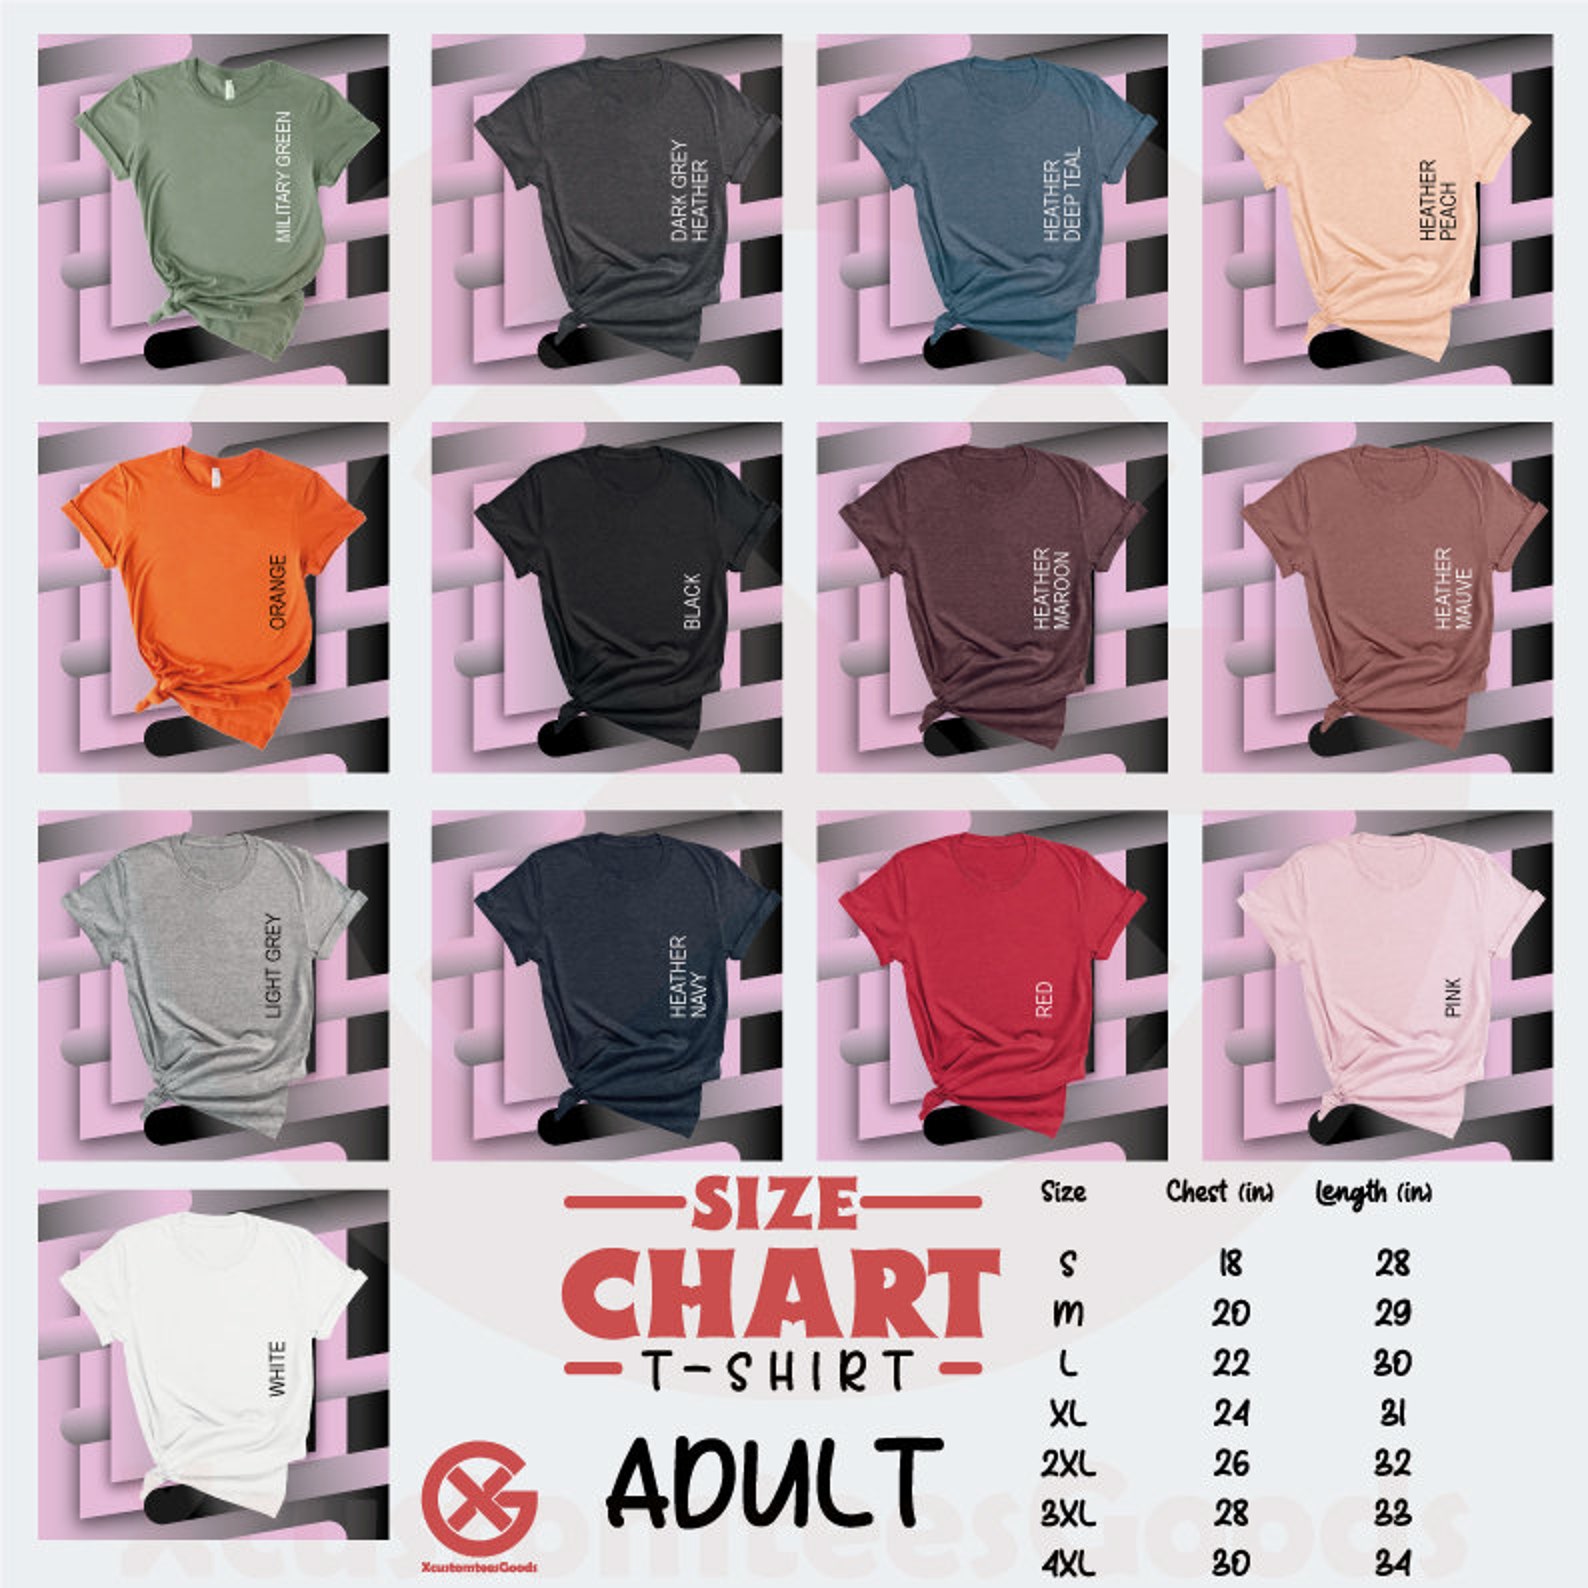 MILITARY GREEN
DARK GREY
HEATHER
HEATHER
DEEP TEAL
HEATHER
PEACH
ORANGE
BLACK
HEATHER
MAROON
HEATHER
MAUVE
LIGHT GREY
HEATHER
NAVY
RED
PINK
WHITE
SIZE
CHART
T-SHIRT
ADULT
XcustomteesGoods
Size Chest (in) Length (in)
S 18 28
M 20 29
L 22 30
XL 24 31
2XL 26 32
3XL 28 33
4XL 30 34
XcustomteesGoods